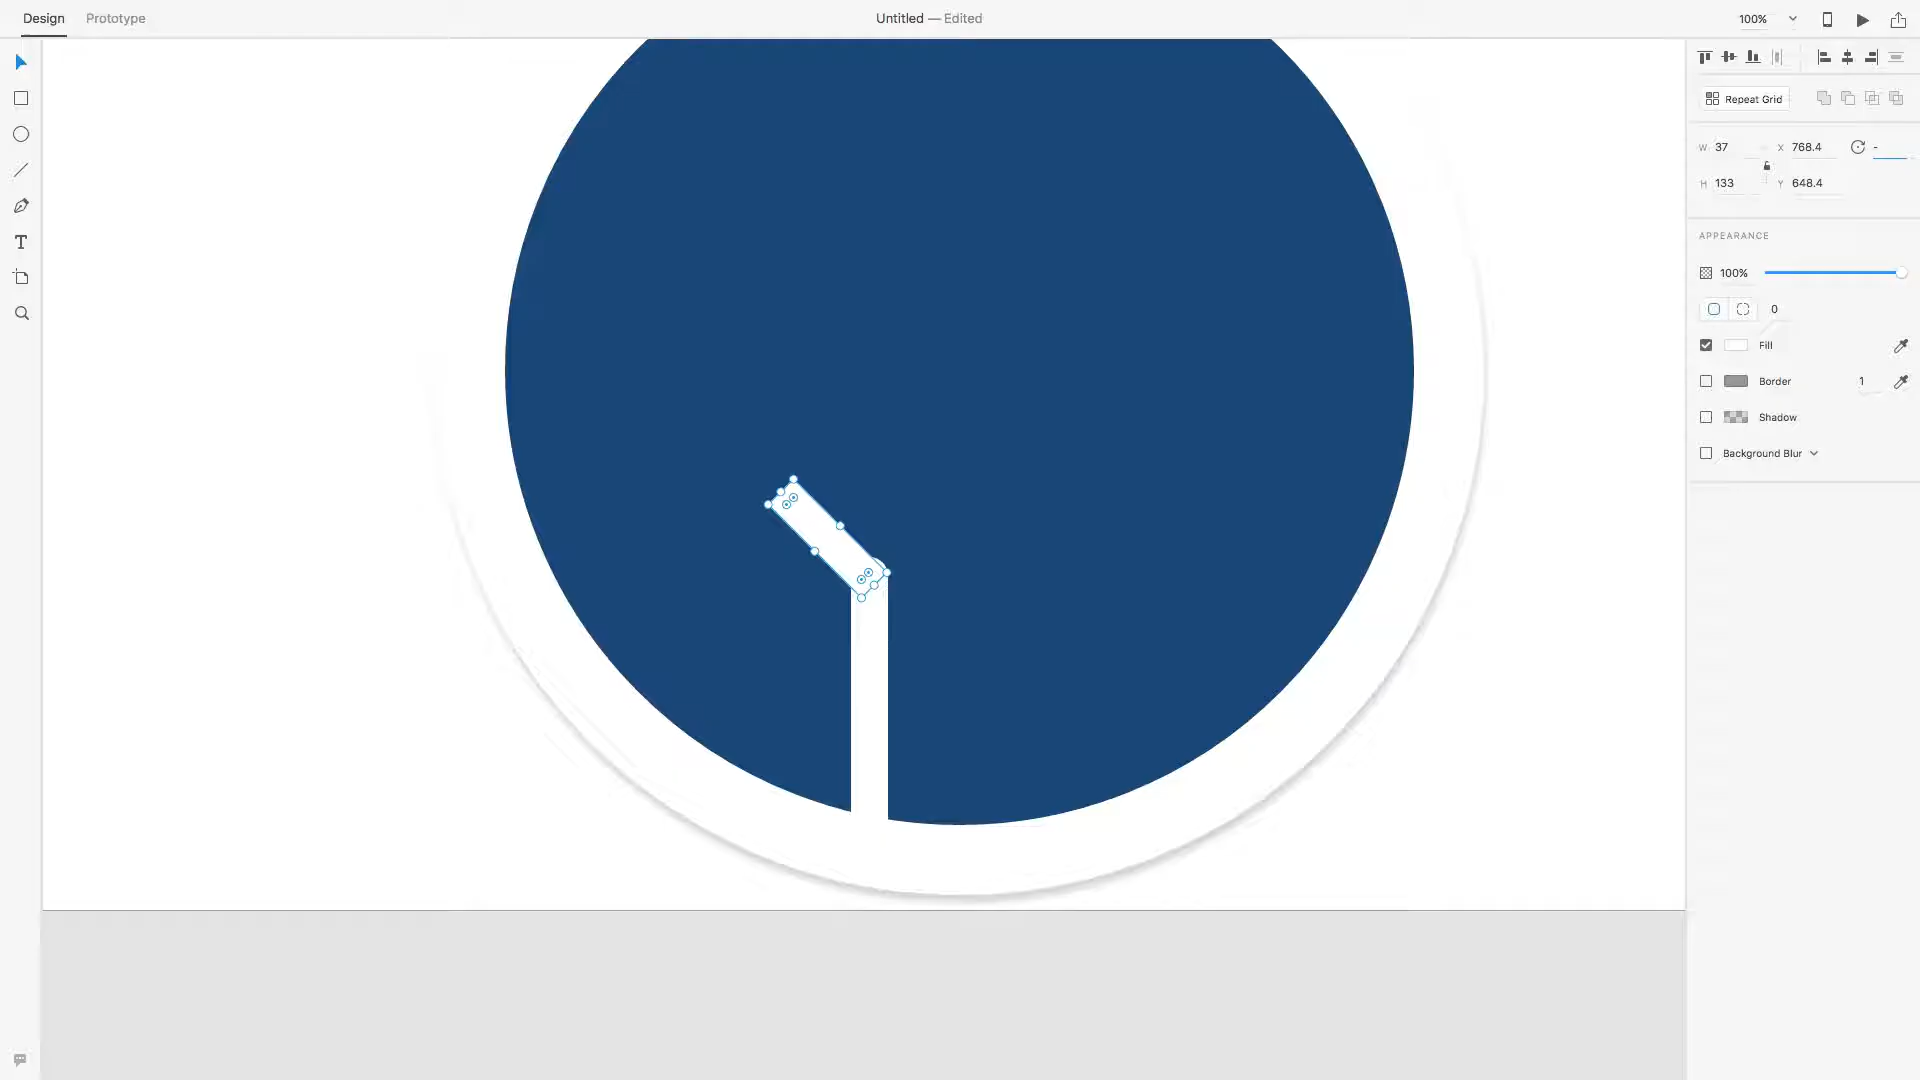 Design Prototype Untitled — Edited 100%
Repeat Grid
W 37 X 768.4 -
H 133 Y 648.4
APPEARANCE
100%
0
Fill
Border 1
Shadow
Background Blur
T